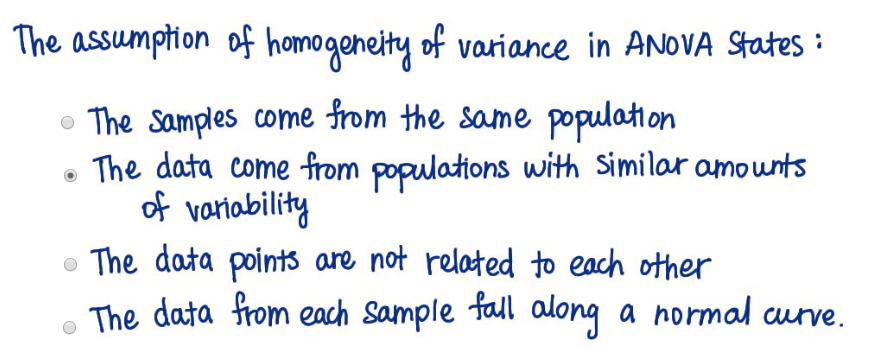 The assumption of homogeneity of variance in ANOVA States :
The Samples come from the same population
The data come from populations with Similar amounts
of variability
The data points are not related to each other
The data from each Sample fall along a normal curve.